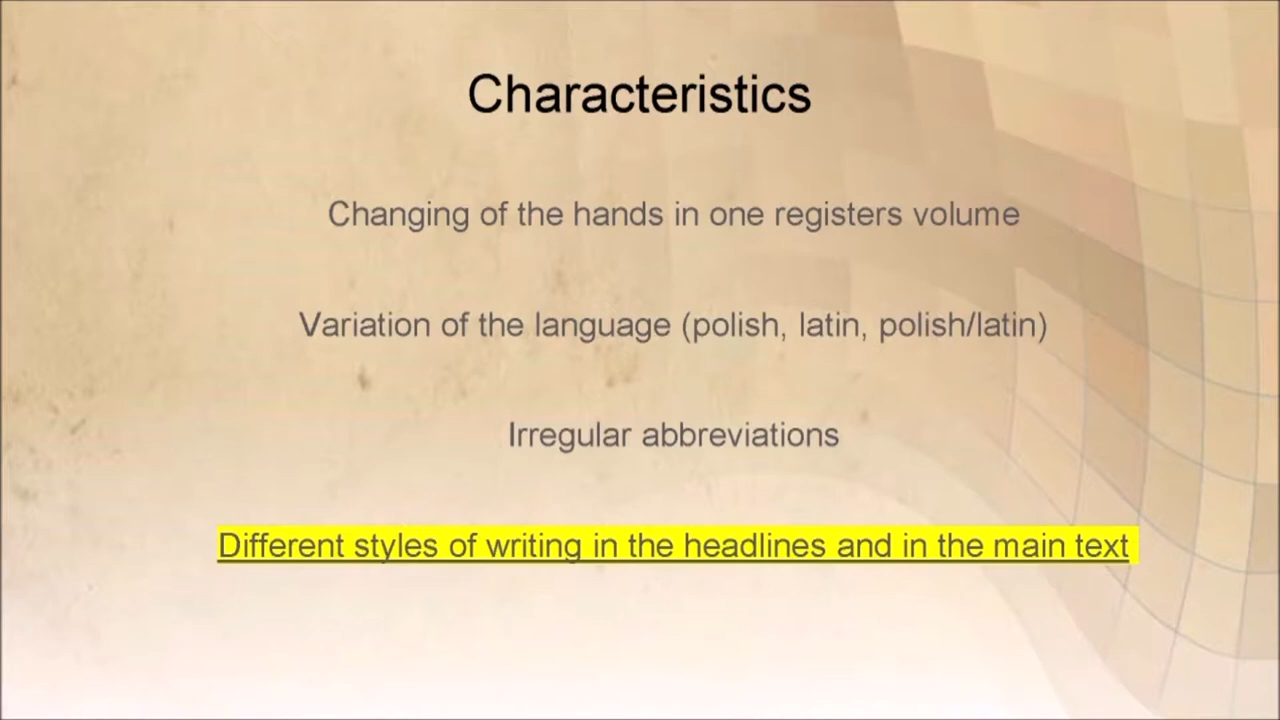 Characteristics
Changing of the hands in one registers volume
Variation of the language (polish, latin, polish/latin)
Irregular abbreviations
Different styles of writing in the headlines and in the main text